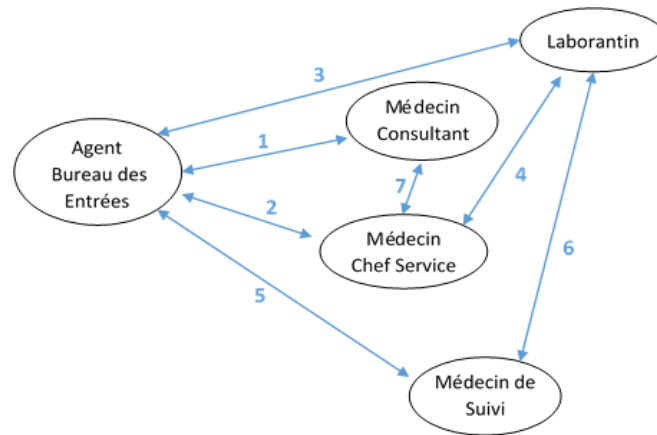 Laborantin
3
Médecin
Consultant
1
Agent
Bureau des
Entrées
7
4
2
Médecin
Chef Service
6
5
Médecin de
Suivi